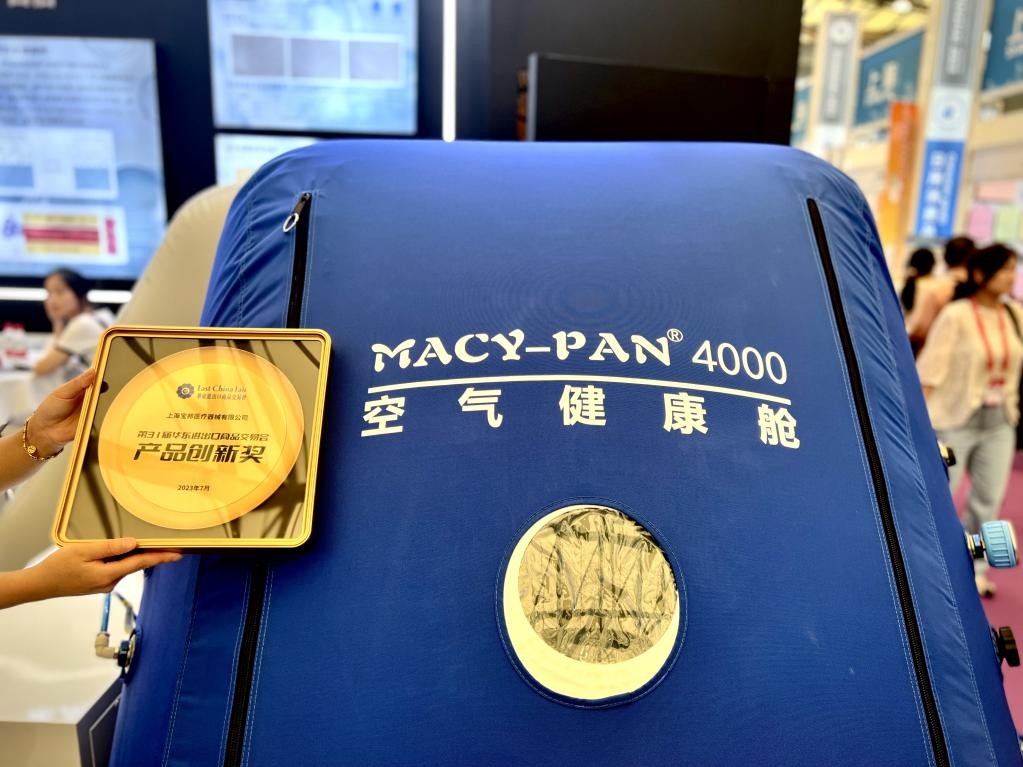 East China Fair
华东进出口商品交易会
上海宝邦医疗器械有限公司
第31届华东进出口商品交易会
产品创新奖
2023年7月
MACY-PAN® 4000
空气健康舱